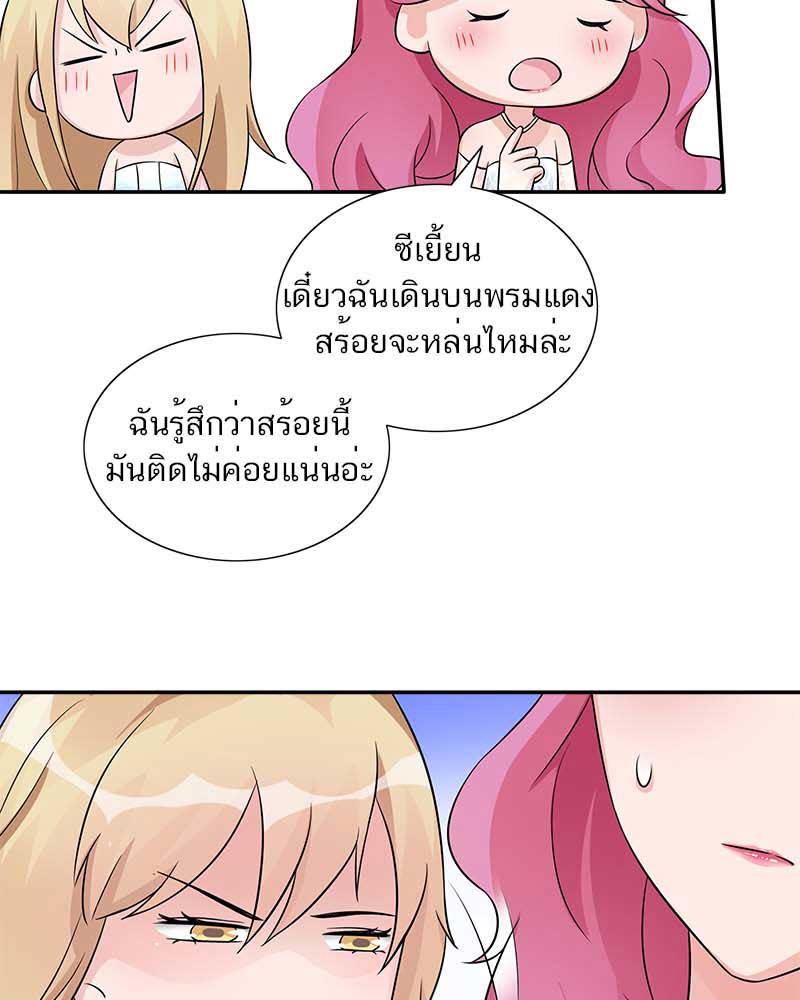 ซีเยี้ยน
เดี๋ยวฉันเดินบนพรมแดง
สร้อยจะหล่นไหมล่ะ
ฉันรู้สึกว่าสร้อยนี้
มันติดไม่ค่อยแน่นอ่ะ